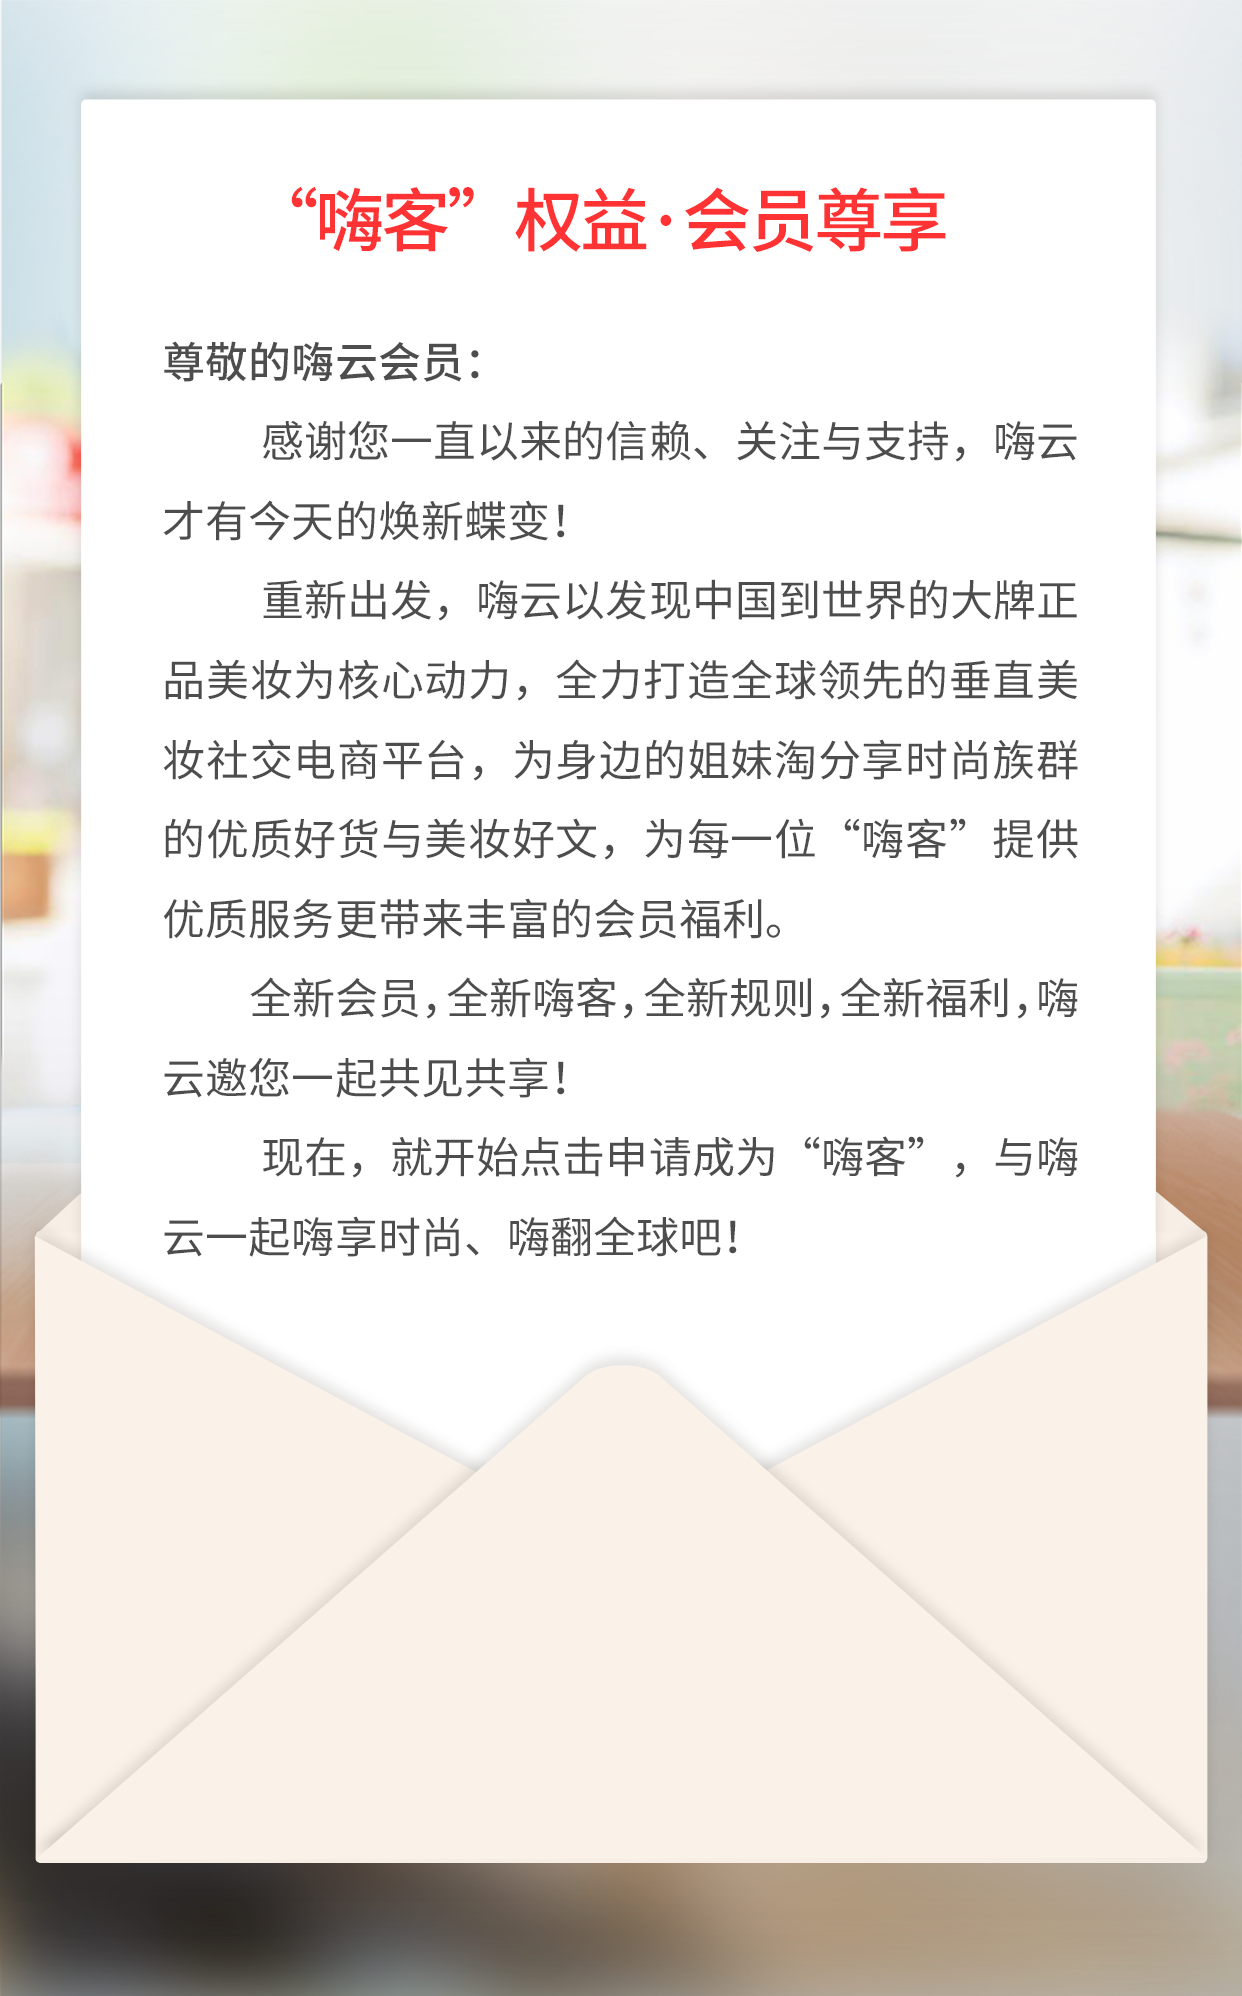 “嗨客”权益·会员尊享
尊敬的嗨云会员：
感谢您一直以来的信赖、关注与支持，嗨云
才有今天的焕新蝶变！
重新出发，嗨云以发现中国到世界的大牌正
品美妆为核心动力，全力打造全球领先的垂直美
妆社交电商平台，为身边的姐妹淘分享时尚族群
的优质好货与美妆好文，为每一位“嗨客”提供
优质服务更带来丰富的会员福利。
全新会员，全新嗨客，全新规则，全新福利，嗨
云邀您一起共见共享！
现在，就开始点击申请成为“嗨客”，与嗨
云一起嗨享时尚、嗨翻全球吧！